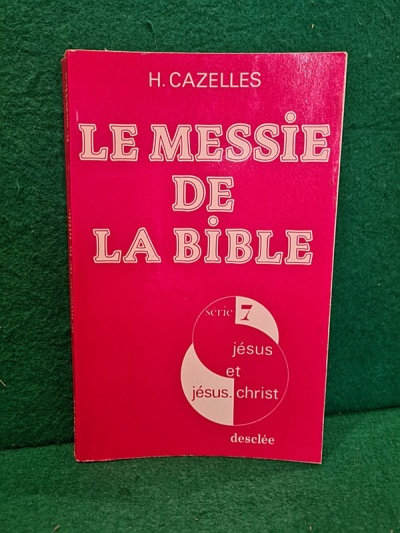 H. CAZELLES
LE MESSiE
DE
LA BiBLE
série 7
jésus
et
jésus. christ
desclée